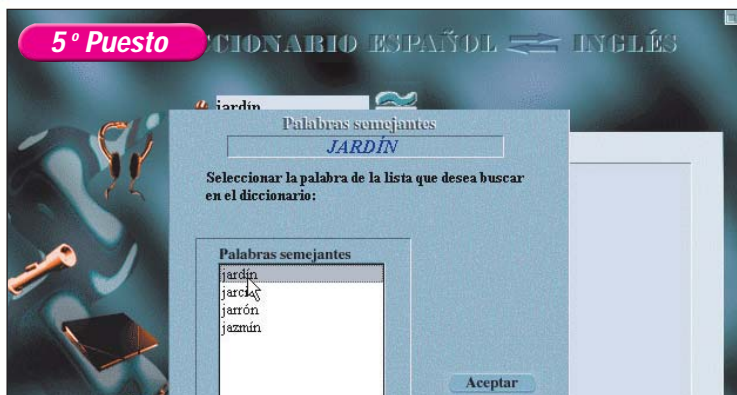 5º Puesto
CCIONARIO ESPAÑOL INGLÉS
jardín
Palabras semejantes
JARDÍN
Seleccionar la palabra de la lista que desea buscar
en el diccionario:
Palabras semejantes
jardín
jarrón
jazmín
Aceptar